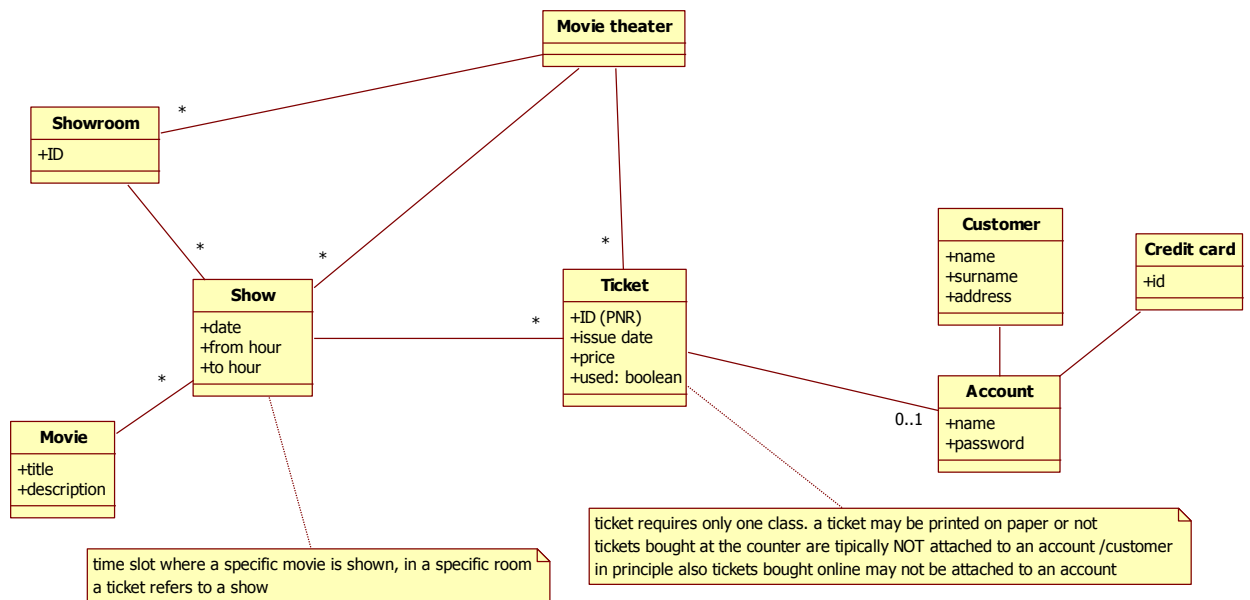 Movie theater
*
Showroom
+ID
*
*
*
Show
+date
+from hour
+to hour
Ticket
+ID (PNR)
+issue date
+price
+used: boolean
*
Customer
+name
+surname
+address
Credit card
+id
*
Movie
+title
+description
0..1
Account
+name
+password
time slot where a specific movie is shown, in a specific room
a ticket refers to a show
ticket requires only one class. a ticket may be printed on paper or not
tickets bought at the counter are tipically NOT attached to an account /customer
in principle also tickets bought online may not be attached to an account